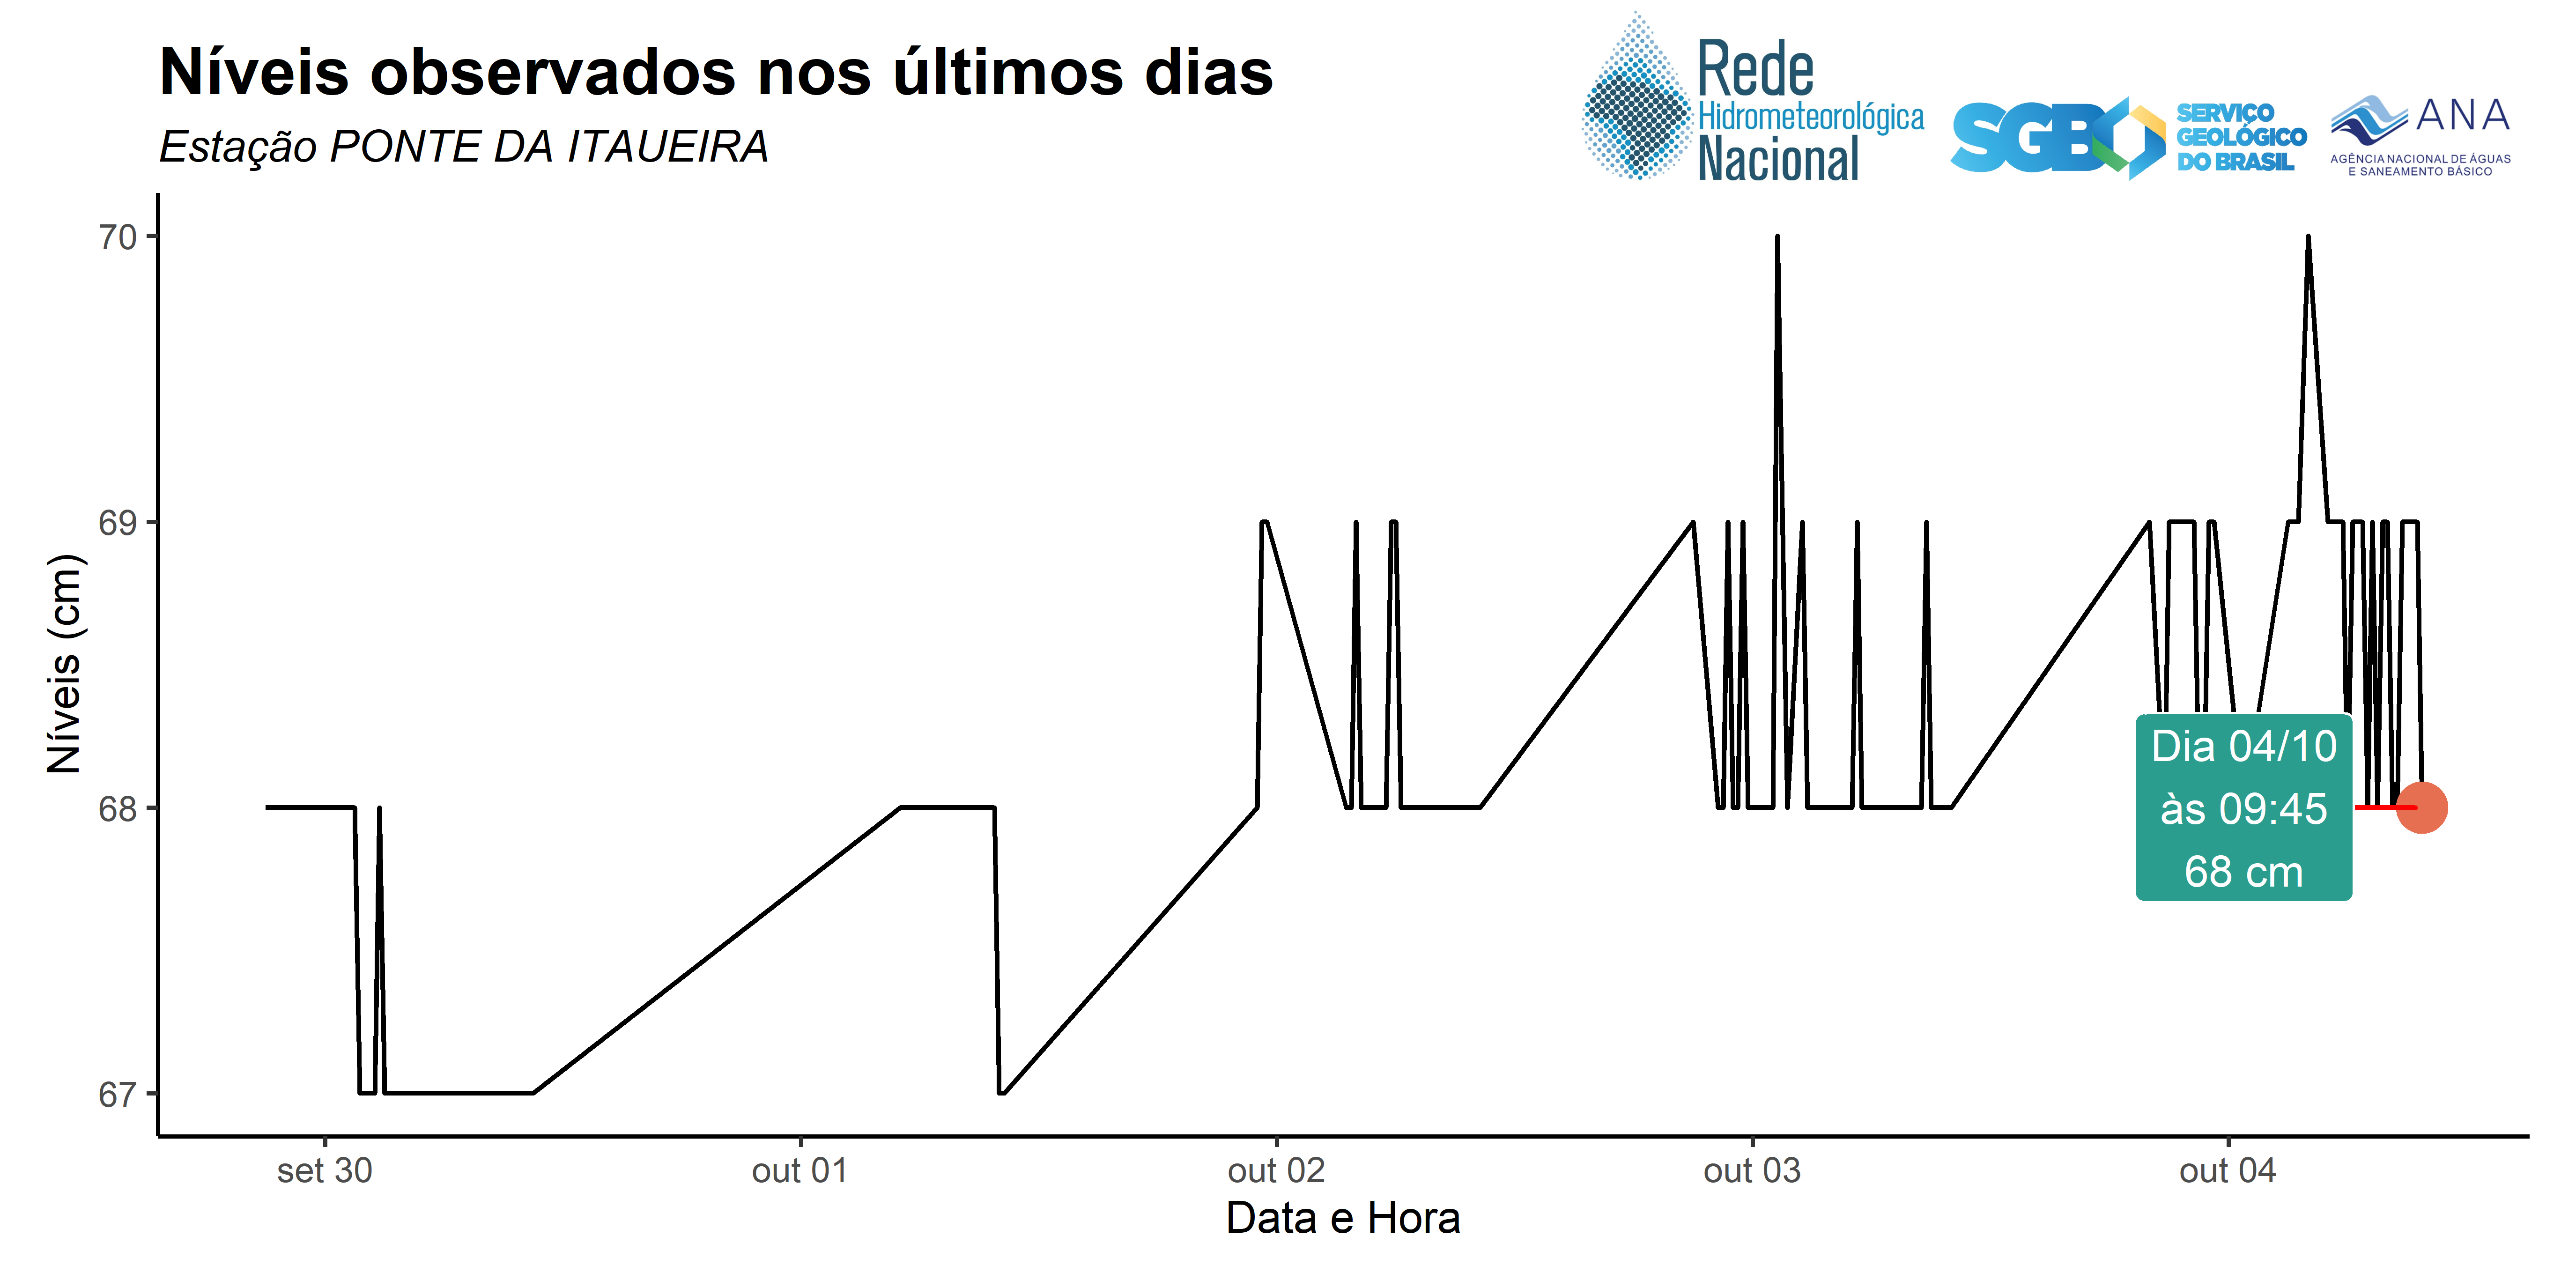 Níveis observados nos últimos dias
Estação PONTE DA ITAUEIRA
Rede
Hidrometeorológica
Nacional
SGB
SERVIÇO
GEOLÓGICO
DO BRASIL
ANA
AGÊNCIA NACIONAL DE ÁGUAS
E SANEAMENTO BÁSICO
Níveis (cm)
70
69
68
67
Dia 04/10
às 09:45
68 cm
set 30
out 01
out 02
out 03
out 04
Data e Hora